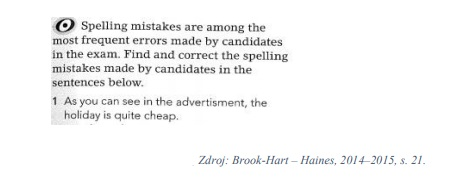 Spelling mistakes are among the
most frequent errors made by candidates
in the exam. Find and correct the spelling
mistakes made by candidates in the
sentences below.
1 As you can see in the advertisment, the
holiday is quite cheap.
Zdroj: Brook-Hart – Haines, 2014–2015, s. 21.